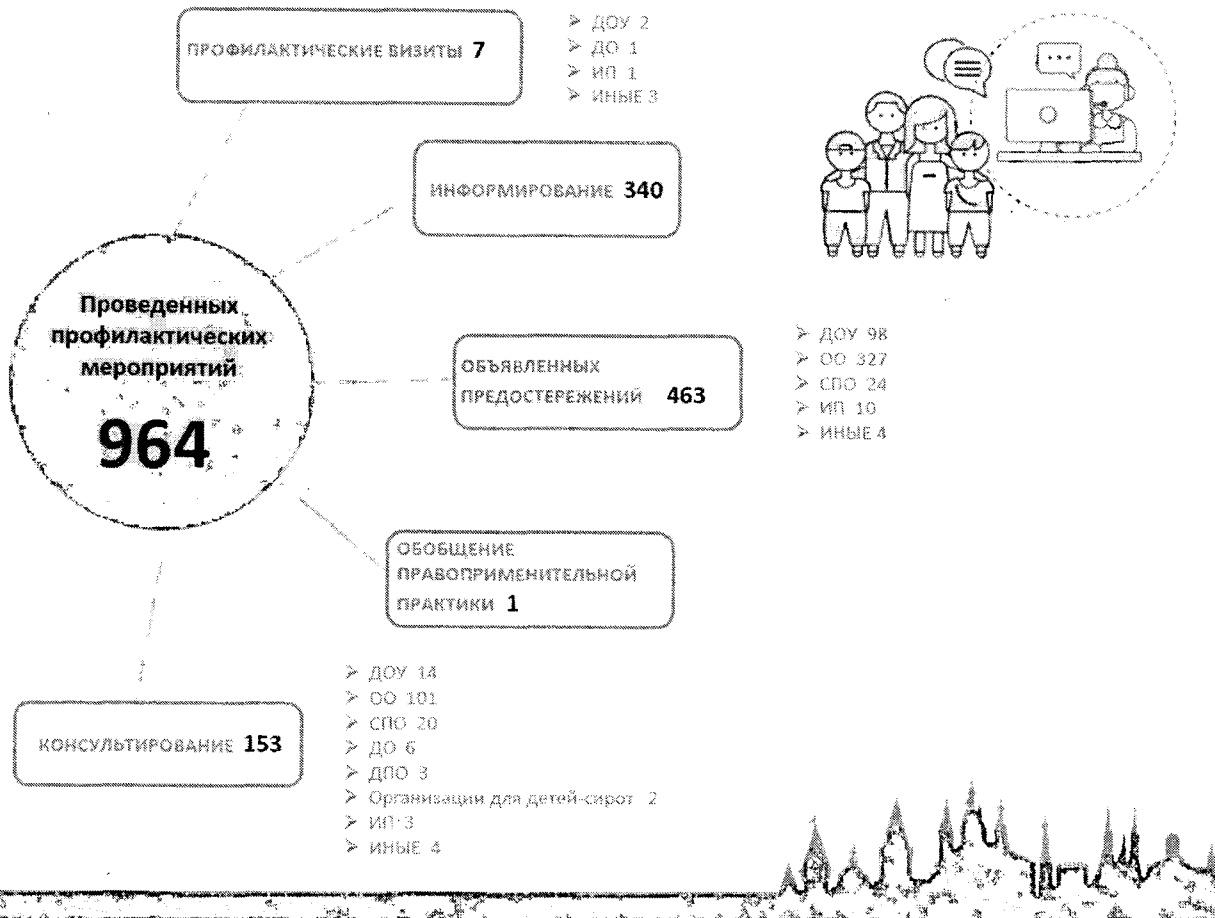 ПРОФИЛАКТИЧЕСКИЕ ВИЗИТЫ 7
➢ ДОУ 2
➢ ДО 1
➢ ИП 1
➢ ИНЫЕ 3
ИНФОРМИРОВАНИЕ 340
Проведенных
профилактических
мероприятий
964
ОБЪЯВЛЕННЫХ
ПРЕДОСТЕРЕЖЕНИЙ 463
➢ ДОУ 98
➢ ОО 327
➢ СПО 24
➢ ИП 10
➢ ИНЫЕ 4
ОБОБЩЕНИЕ
ПРАВОПРИМЕНИТЕЛЬНОЙ
ПРАКТИКИ 1
КОНСУЛЬТИРОВАНИЕ 153
➢ ДОУ 14
➢ ОО 101
➢ СПО 20
➢ ДО 6
➢ ДПО 3
➢ Организации для детей-сирот 2
➢ ИП 3
➢ ИНЫЕ 4